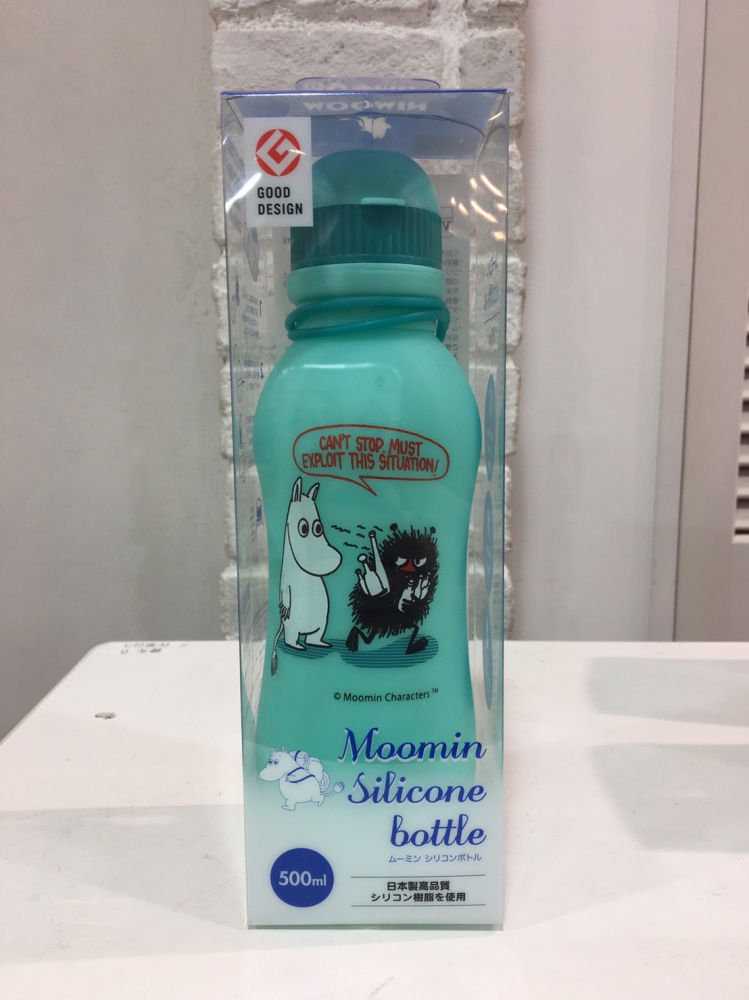 MOOMIN
GOOD
DESIGN
CAN'T STOP. MUST
EXPLOIT THIS SITUATION!
© Moomin Characters™
Moomin
Silicone
bottle
ムーミン シリコンボトル
500ml
日本製高品質
シリコン樹脂を使用